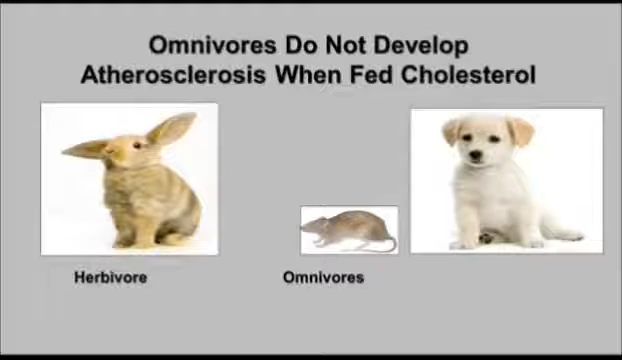 Omnivores Do Not Develop
Atherosclerosis When Fed Cholesterol
Herbivore
Omnivores